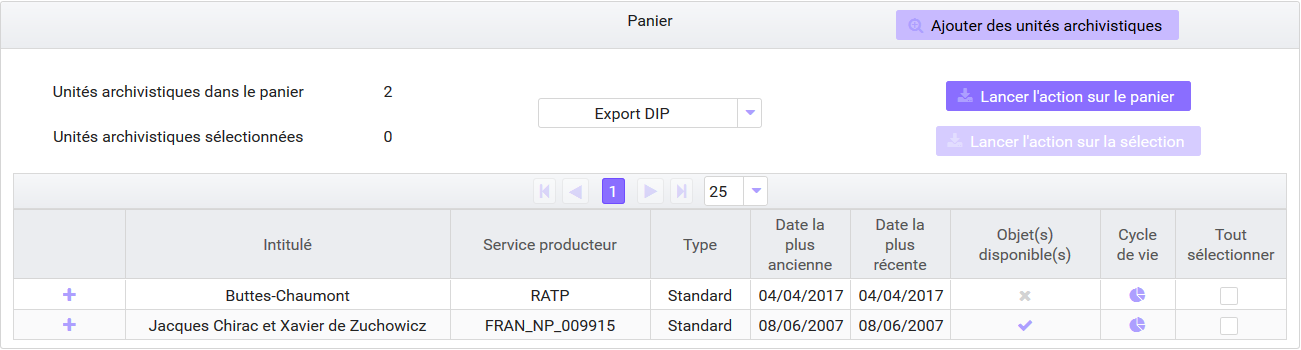 Panier
Ajouter des unités archivistiques
Unités archivistiques dans le panier 2
Export DIP
Lancer l'action sur le panier
Unités archivistiques sélectionnées 0
Lancer l'action sur la sélection
1 25
Intitulé Service producteur Type Date la plus ancienne Date la plus récente Objet(s) disponible(s) Cycle de vie Tout sélectionner
Buttes-Chaumont RATP Standard 04/04/2017 04/04/2017
Jacques Chirac et Xavier de Zuchowicz FRAN_NP_009915 Standard 08/06/2007 08/06/2007